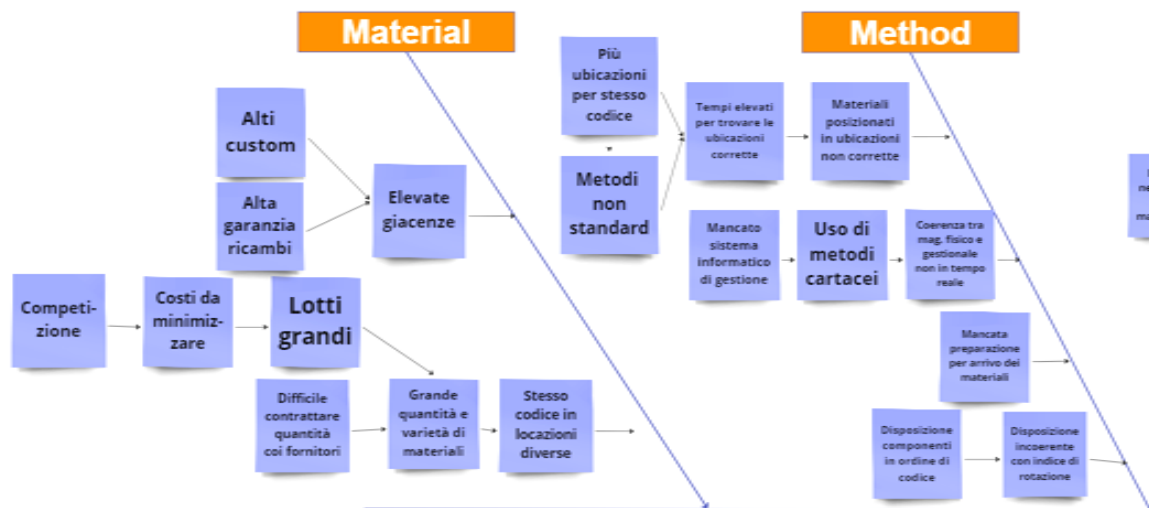 Material
Alti
custom
Alta
garanzia
ricambi
Elevate
giacenze
Competi-
zione
Costi da
minimiz-
zare
Lotti
grandi
Difficile
contrattare
quantità
coi fornitori
Grande
quantità e
varietà di
materiali
Stesso
codice in
locazioni
diverse
Method
Più
ubicazioni
per stesso
codice
Metodi
non
standard
Tempi elevati
per trovare le
ubicazioni
corrette
Materiali
posizionati
in ubicazioni
non corrette
Mancato
sistema
informatico
di gestione
Uso di
metodi
cartacei
Coerenza tra
mag. fisico e
gestionale
non in tempo
reale
Mancata
preparazione
per arrivo dei
materiali
Disposizione
componenti
in ordine di
codice
Disposizione
incoerente
con indice di
rotazione